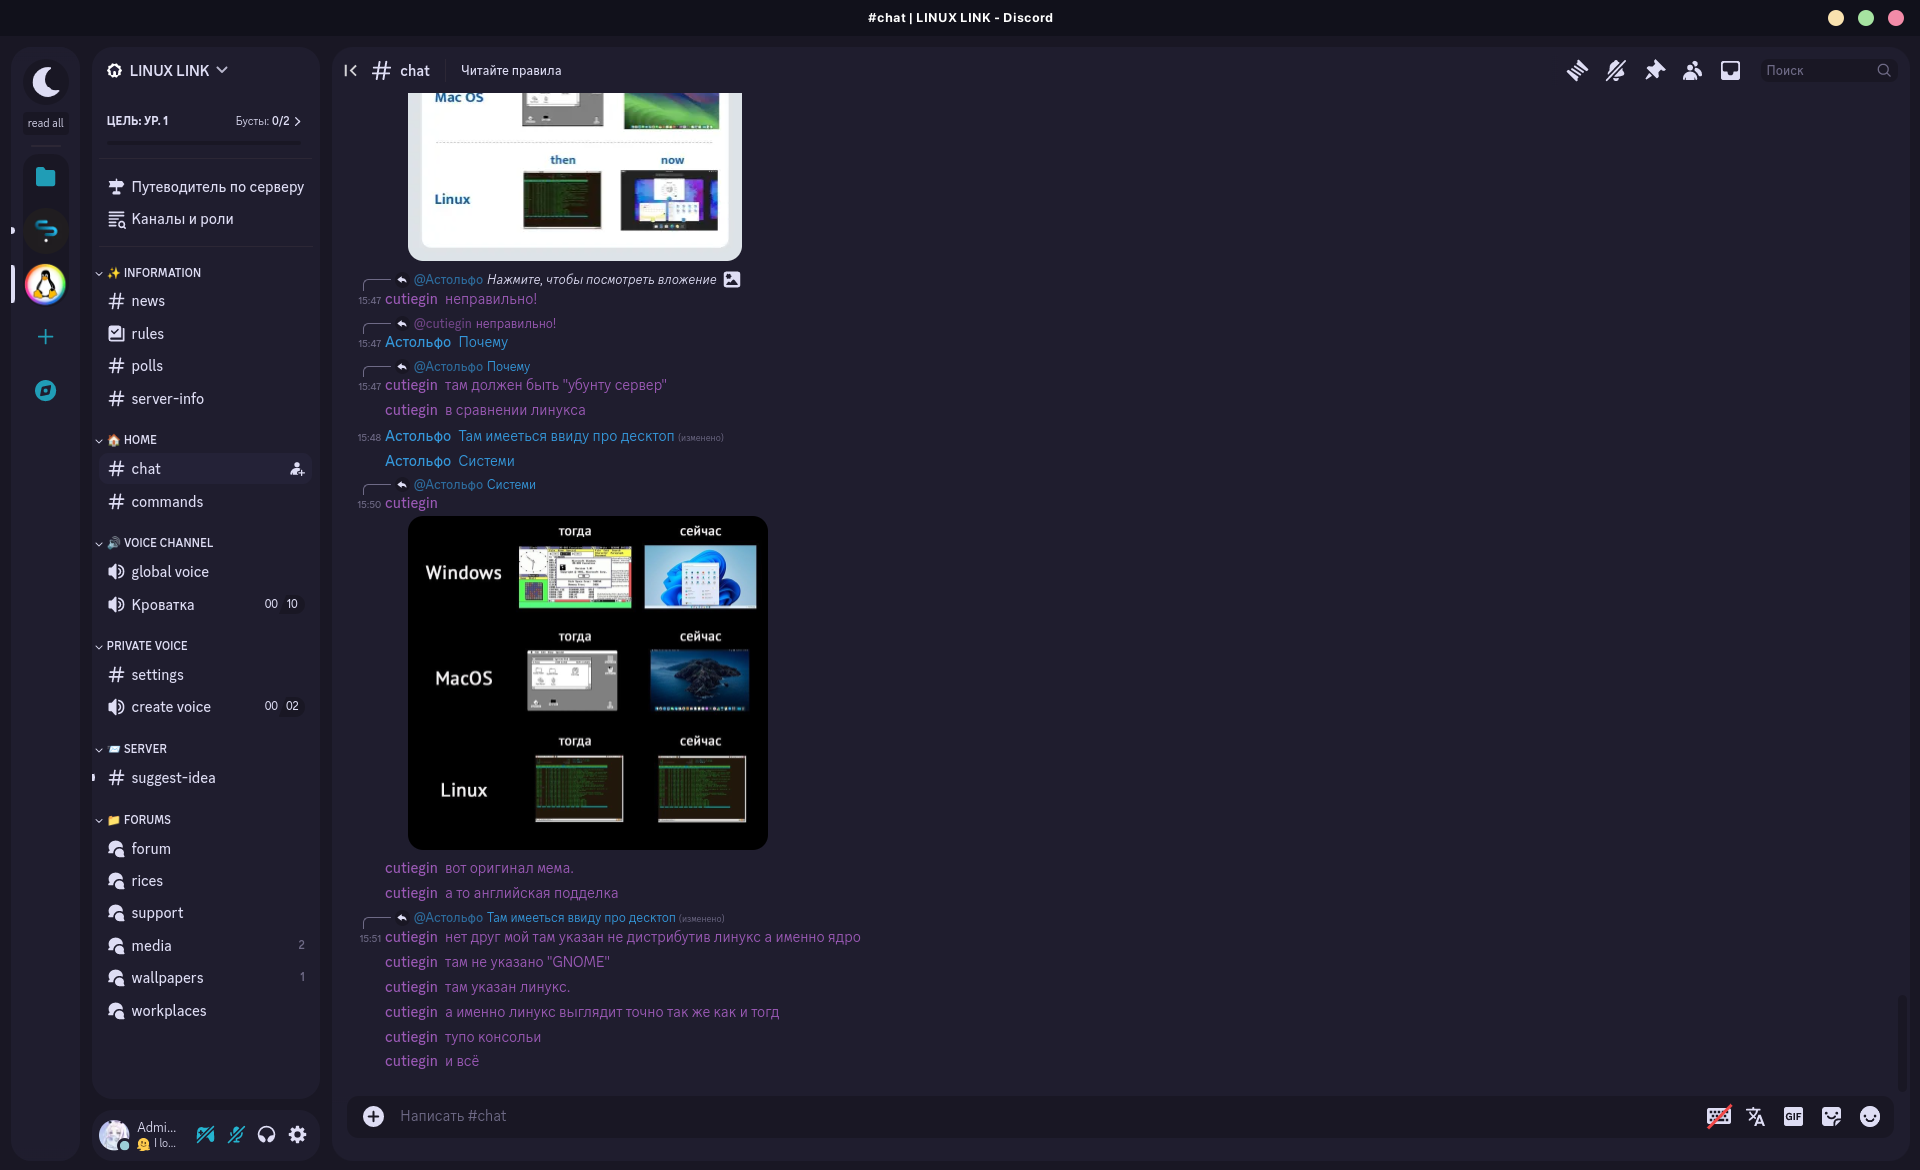 #chat | LINUX LINK - Discord
LINUX LINK
chat
Читайте правила
Поиск
read all
ЦЕЛЬ: УР. 1
Бусты: 0/2
Путеводитель по серверу
Каналы и роли
✨ INFORMATION
news
rules
polls
server-info
🏠 HOME
chat
commands
🔊 VOICE CHANNEL
global voice
Кроватка 00 10
PRIVATE VOICE
settings
create voice 00 02
📨 SERVER
suggest-idea
📁 FORUMS
forum
rices
support
media 2
wallpapers 1
workplaces
Admi...
🤗 I lo...
Mac OS
then now
Linux
@Астольфо Нажмите, чтобы посмотреть вложение
15:47 cutiegin неправильно!
@cutiegin неправильно!
15:47 Астольфо Почему
@Астольфо Почему
15:47 cutiegin там должен быть "убунту сервер"
cutiegin в сравнении линукса
15:48 Астольфо Там имееться ввиду про десктоп (изменено)
Астольфо Системи
@Астольфо Системи
15:50 cutiegin
тогда сейчас
Windows
тогда сейчас
MacOS
тогда сейчас
Linux
cutiegin вот оригинал мема.
cutiegin а то английская подделка
@Астольфо Там имееться ввиду про десктоп (изменено)
15:51 cutiegin нет друг мой там указан не дистрибутив линукс а именно ядро
cutiegin там не указано "GNOME"
cutiegin там указан линукс.
cutiegin а именно линукс выглядит точно так же как и тогд
cutiegin тупо консольи
cutiegin и всё
Написать #chat
GIF